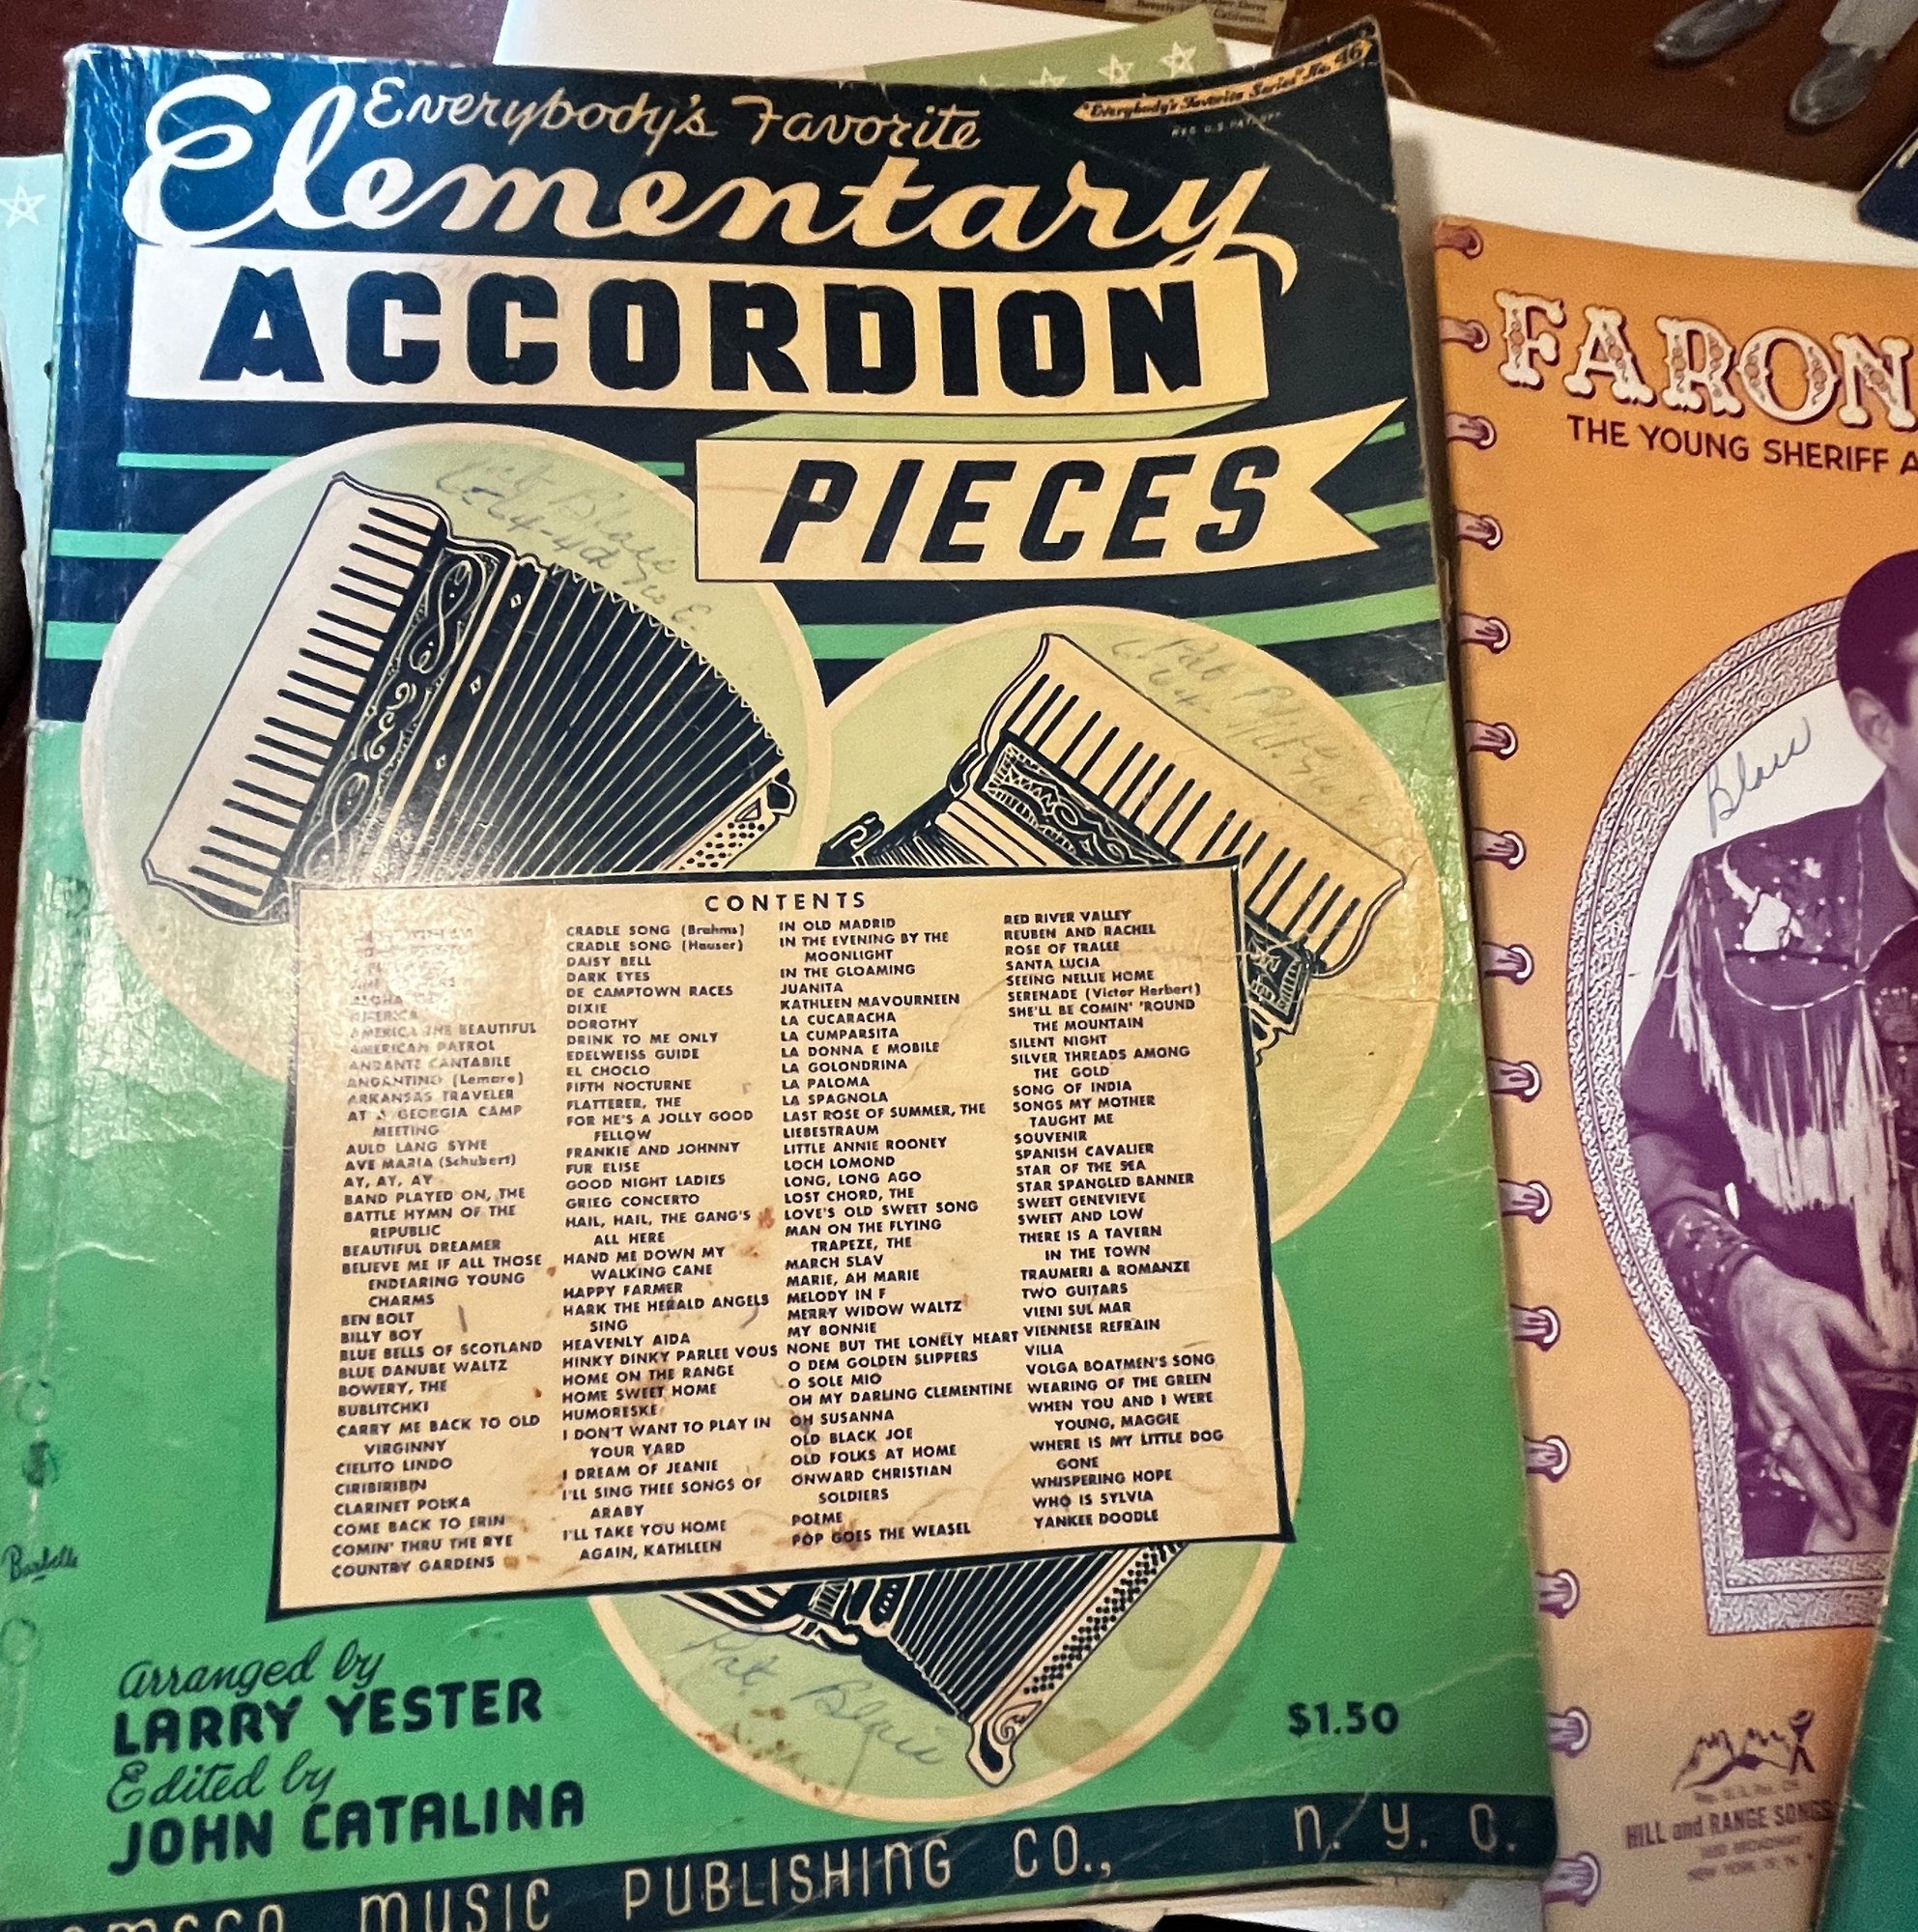 "Everybody's Favorite Series" No. 46
REG U.S. PAT. OFF.
Everybody's Favorite
Elementary
ACCORDION
PIECES
Pat Blair
CONTENTS
AMERICA
AMERICA THE BEAUTIFUL
AMERICAN PATROL
ANDANTE CANTABILE
ANDANTINO (Lemare)
ARKANSAS TRAVELER
AT A GEORGIA CAMP
MEETING
AULD LANG SYNE
AVE MARIA (Schubert)
AY, AY, AY
BAND PLAYED ON, THE
BATTLE HYMN OF THE
REPUBLIC
BEAUTIFUL DREAMER
BELIEVE ME IF ALL THOSE
ENDEARING YOUNG
CHARMS
BEN BOLT
BILLY BOY
BLUE BELLS OF SCOTLAND
BLUE DANUBE WALTZ
BOWERY, THE
BUBLITCHKI
CARRY ME BACK TO OLD
VIRGINNY
CIELITO LINDO
CIRIBIRIBIN
CLARINET POLKA
COME BACK TO ERIN
COMIN' THRU THE RYE
COUNTRY GARDENS
CRADLE SONG (Brahms)
CRADLE SONG (Hauser)
DAISY BELL
DARK EYES
DE CAMPTOWN RACES
DIXIE
DOROTHY
DRINK TO ME ONLY
EDELWEISS GUIDE
EL CHOCLO
FIFTH NOCTURNE
FLATTERER, THE
FOR HE'S A JOLLY GOOD
FELLOW
FRANKIE AND JOHNNY
FUR ELISE
GOOD NIGHT LADIES
GRIEG CONCERTO
HAIL, HAIL, THE GANG'S
ALL HERE
HAND ME DOWN MY
WALKING CANE
HAPPY FARMER
HARK THE HERALD ANGELS
SING
HEAVENLY AIDA
HINKY DINKY PARLEE VOUS
HOME ON THE RANGE
HOME SWEET HOME
HUMORESKE
I DON'T WANT TO PLAY IN
YOUR YARD
I DREAM OF JEANIE
I'LL SING THEE SONGS OF
ARABY
I'LL TAKE YOU HOME
AGAIN, KATHLEEN
IN OLD MADRID
IN THE EVENING BY THE
MOONLIGHT
IN THE GLOAMING
JUANITA
KATHLEEN MAVOURNEEN
LA CUCARACHA
LA CUMPARSITA
LA DONNA E MOBILE
LA GOLONDRINA
LA PALOMA
LA SPAGNOLA
LAST ROSE OF SUMMER, THE
LIEBESTRAUM
LITTLE ANNIE ROONEY
LOCH LOMOND
LONG, LONG AGO
LOST CHORD, THE
LOVE'S OLD SWEET SONG
MAN ON THE FLYING
TRAPEZE, THE
MARCH SLAV
MARIE, AH MARIE
MELODY IN F
MERRY WIDOW WALTZ
MY BONNIE
NONE BUT THE LONELY HEART
O DEM GOLDEN SLIPPERS
O SOLE MIO
OH MY DARLING CLEMENTINE
OH SUSANNA
OLD BLACK JOE
OLD FOLKS AT HOME
ONWARD CHRISTIAN
SOLDIERS
POEME
POP GOES THE WEASEL
RED RIVER VALLEY
REUBEN AND RACHEL
ROSE OF TRALEE
SANTA LUCIA
SEEING NELLIE HOME
SERENADE (Victor Herbert)
SHE'LL BE COMIN' 'ROUND
THE MOUNTAIN
SILENT NIGHT
SILVER THREADS AMONG
THE GOLD
SONG OF INDIA
SONGS MY MOTHER
TAUGHT ME
SOUVENIR
SPANISH CAVALIER
STAR OF THE SEA
STAR SPANGLED BANNER
SWEET GENEVIEVE
SWEET AND LOW
THERE IS A TAVERN
IN THE TOWN
TRAUMEREI & ROMANZE
TWO GUITARS
VIENI SUL MAR
VIENNESE REFRAIN
VILIA
VOLGA BOATMEN'S SONG
WEARING OF THE GREEN
WHEN YOU AND I WERE
YOUNG, MAGGIE
WHERE IS MY LITTLE DOG
GONE
WHISPERING HOPE
WHO IS SYLVIA
YANKEE DOODLE
Barbelle
Pat Blair
Arranged by
LARRY YESTER
Edited by
JOHN CATALINA
$1.50
MUSIC PUBLISHING CO., N. Y. C.
FARON
THE YOUNG SHERIFF
Blair
HILL and RANGE SONGS